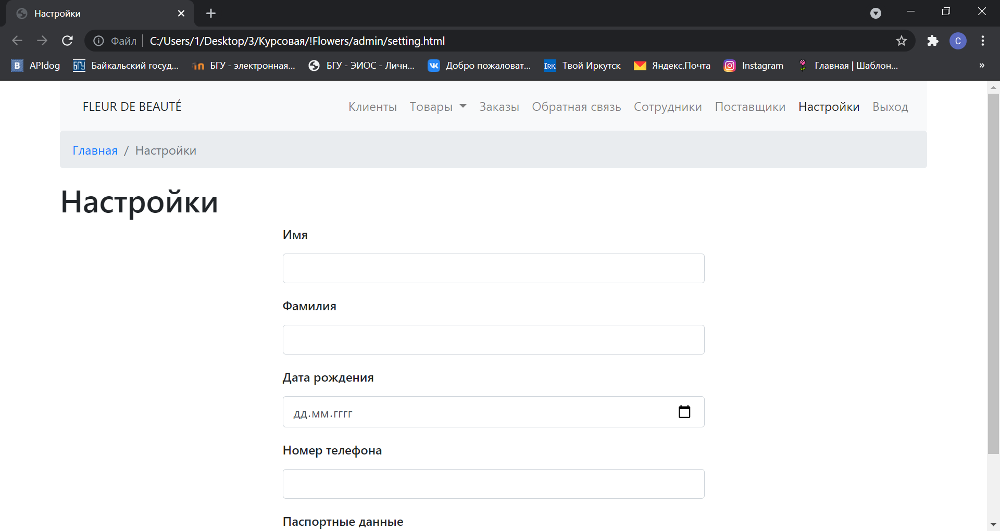 Настройки
Файл C:/Users/1/Desktop/3/Курсовая/!Flowers/admin/setting.html
С
B APIdog БГУ Байкальский госуд... БГУ - электронная... БГУ - ЭИОС - Личн... Добро пожаловат... IRK. Твой Иркутск Яндекс.Почта Instagram Главная | Шаблон... »
FLEUR DE BEAUTÉ Клиенты Товары Заказы Обратная связь Сотрудники Поставщики Настройки Выход
Главная / Настройки
Настройки
Имя
Фамилия
Дата рождения
дд.мм.гггг
Номер телефона
Паспортные данные